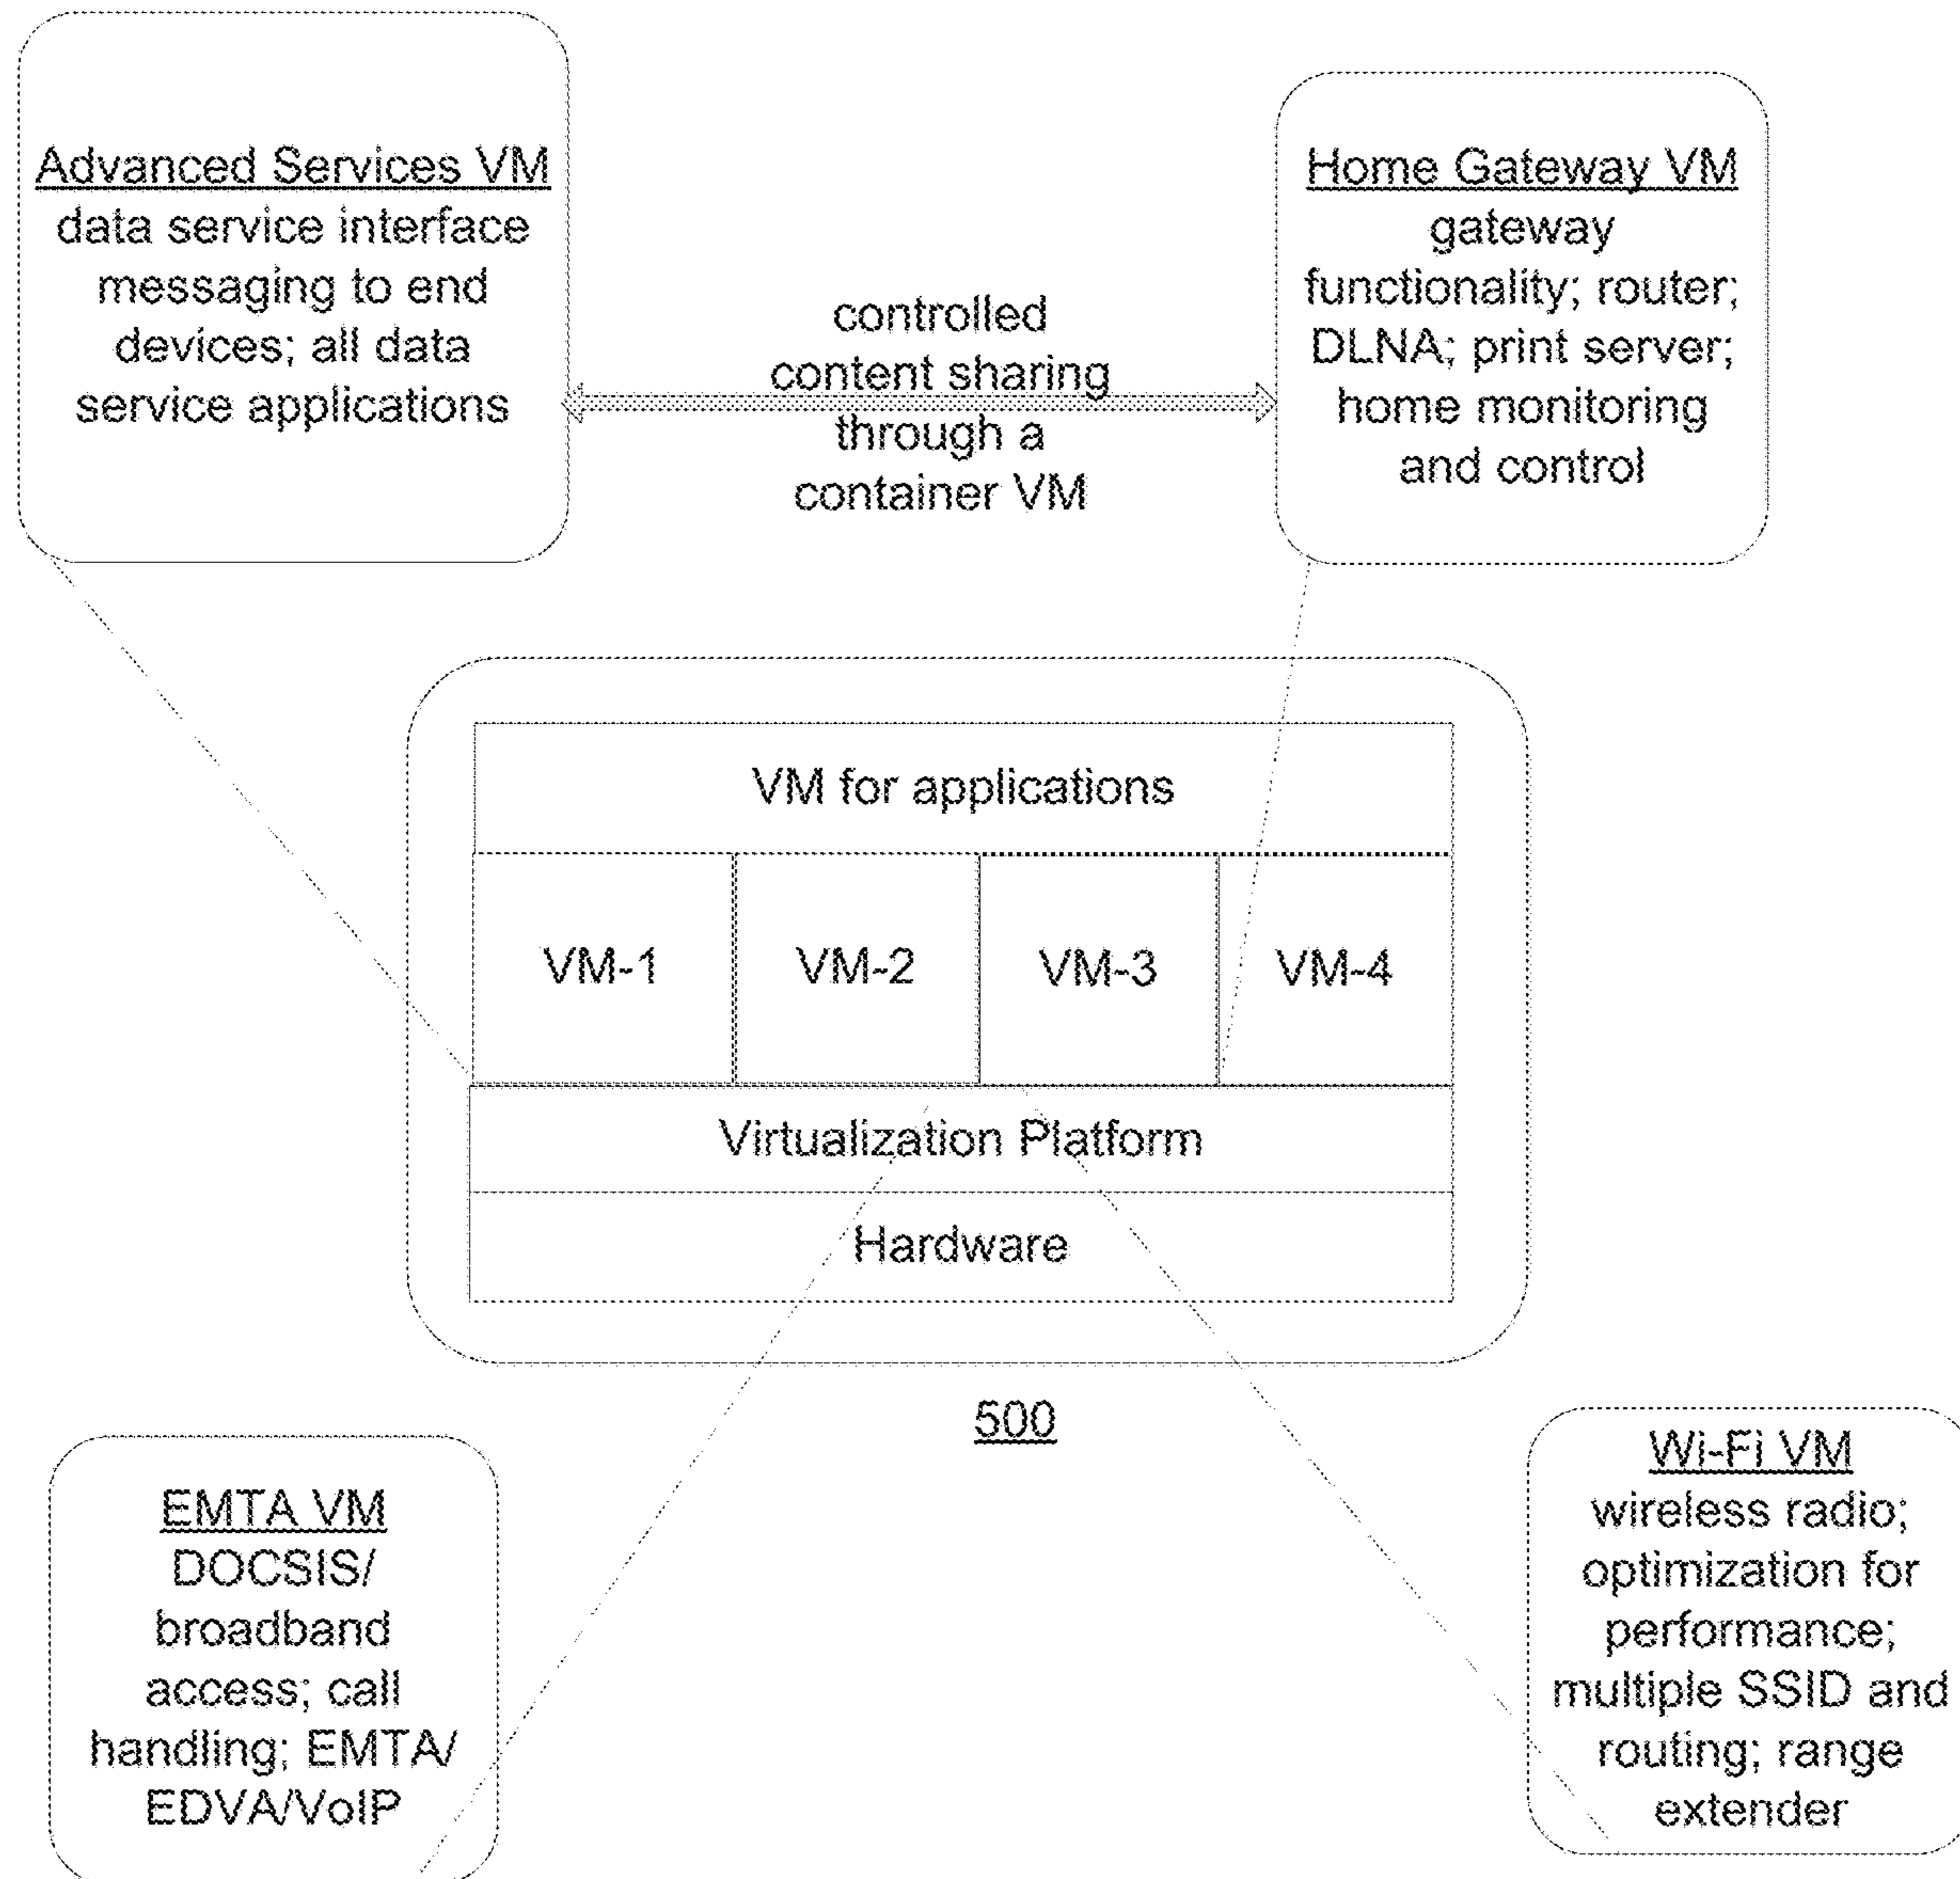 Advanced Services VM
data service interface
messaging to end
devices; all data
service applications
controlled
content sharing
through a
container VM
Home Gateway VM
gateway
functionality; router;
DLNA; print server;
home monitoring
and control
VM for applications
VM-1
VM-2
VM-3
VM-4
Virtualization Platform
Hardware
500
EMTA VM
DOCSIS/
broadband
access; call
handling; EMTA/
EDVA/VoIP
Wi-Fi VM
wireless radio;
optimization for
performance;
multiple SSID and
routing; range
extender